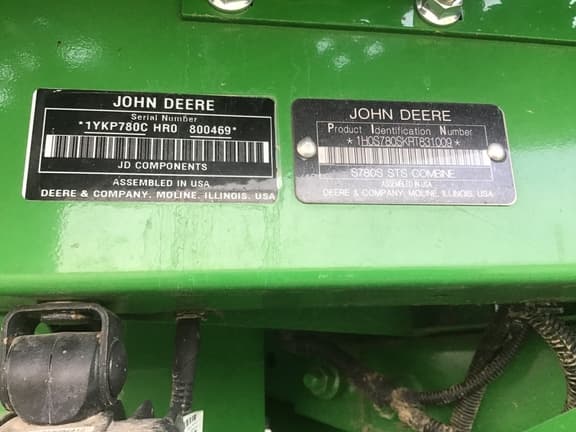 JOHN DEERE
Serial Number
*1YKP780C HR0 800469*
JD COMPONENTS
ASSEMBLED IN USA
DEERE & COMPANY, MOLINE, ILLINOIS, USA
JOHN DEERE
Product Identification Number
*1H0S780SKRT831009*
S780S STS COMBINE
ASSEMBLED IN USA
DEERE & COMPANY, MOLINE, ILLINOIS, USA